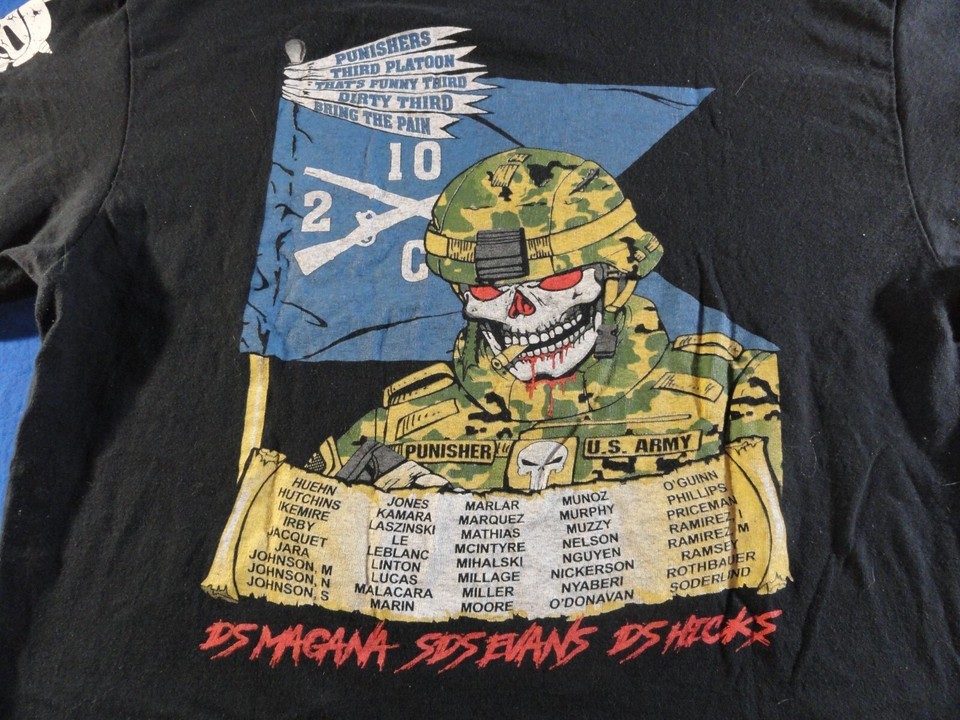 PUNISHERS
THIRD PLATOON
THAT'S FUNNY THIRD
DIRTY THIRD
BRING THE PAIN
10
2
C
PUNISHER
U.S. ARMY
HUEHN
HUTCHINS
IKEMIRE
IRBY
JACQUET
JARA
JOHNSON, M
JOHNSON, N
JOHNSON, S
JONES
KAMARA
LASZINSKI
LE
LEBLANC
LINTON
LUCAS
MALACARA
MARIN
MARLAR
MARQUEZ
MATHIAS
MCINTYRE
MIHALSKI
MILLAGE
MILLER
MOORE
MUNOZ
MURPHY
MUZZY
NELSON
NGUYEN
NICKERSON
NYABERI
O'DONAVAN
O'GUINN
PHILLIPS
PRICEMAN
RAMIREZ, M
RAMIREZ,
RAMSEY
ROTHBAUER
SODERLIND
DS MAGANA SDS EVANS DS HICKS